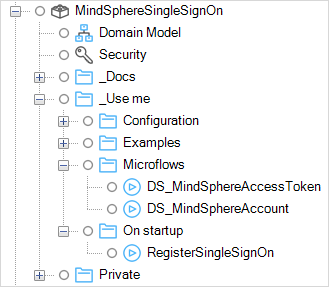 MindSphereSingleSignOn
Domain Model
Security
_Docs
_Use me
Configuration
Examples
Microflows
DS_MindSphereAccessToken
DS_MindSphereAccount
On startup
RegisterSingleSignOn
Private